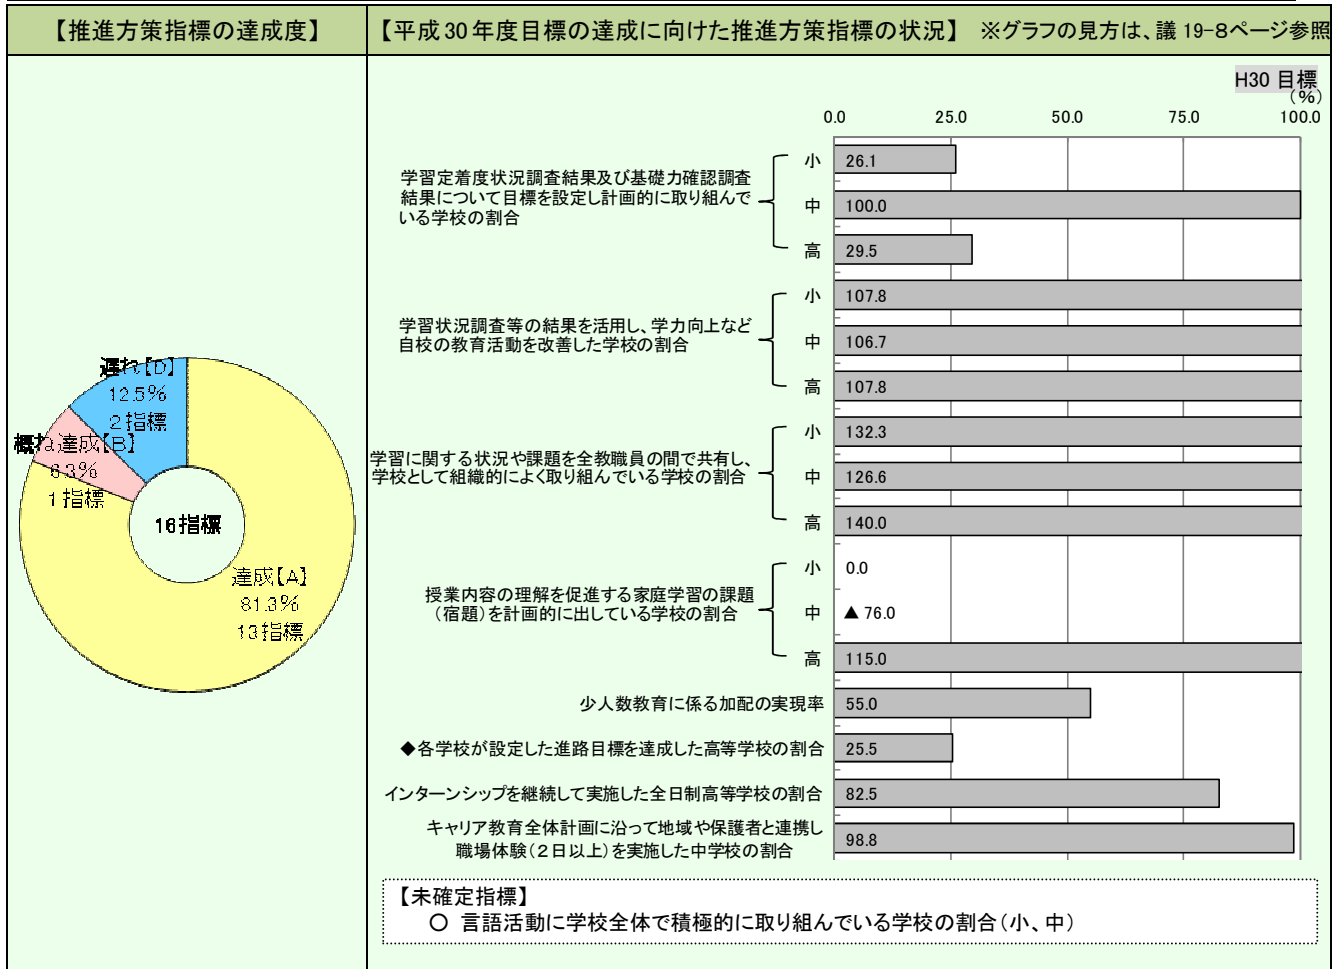 【推進方策指標の達成度】
【平成30年度目標の達成に向けた推進方策指標の状況】 ※グラフの見方は、議19-8ページ参照
遅れ【D】
12.5%
2指標
概ね達成【B】
6.3%
1指標
16指標
達成【A】
81.3%
13指標
H30 目標
(%)
0.0 25.0 50.0 75.0 100.0
学習定着度状況調査結果及び基礎力確認調査
結果について目標を設定し計画的に取り組んで
いる学校の割合
小 26.1
中 100.0
高 29.5
学習状況調査等の結果を活用し、学力向上など
自校の教育活動を改善した学校の割合
小 107.8
中 106.7
高 107.8
学習に関する状況や課題を全教職員の間で共有し、
学校として組織的によく取り組んでいる学校の割合
小 132.3
中 126.6
高 140.0
授業内容の理解を促進する家庭学習の課題
(宿題)を計画的に出している学校の割合
小 0.0
中 ▲ 76.0
高 115.0
少人数教育に係る加配の実現率 55.0
◆各学校が設定した進路目標を達成した高等学校の割合 25.5
インターンシップを継続して実施した全日制高等学校の割合 82.5
キャリア教育全体計画に沿って地域や保護者と連携し
職場体験(2日以上)を実施した中学校の割合
98.8
【未確定指標】
○ 言語活動に学校全体で積極的に取り組んでいる学校の割合(小、中)